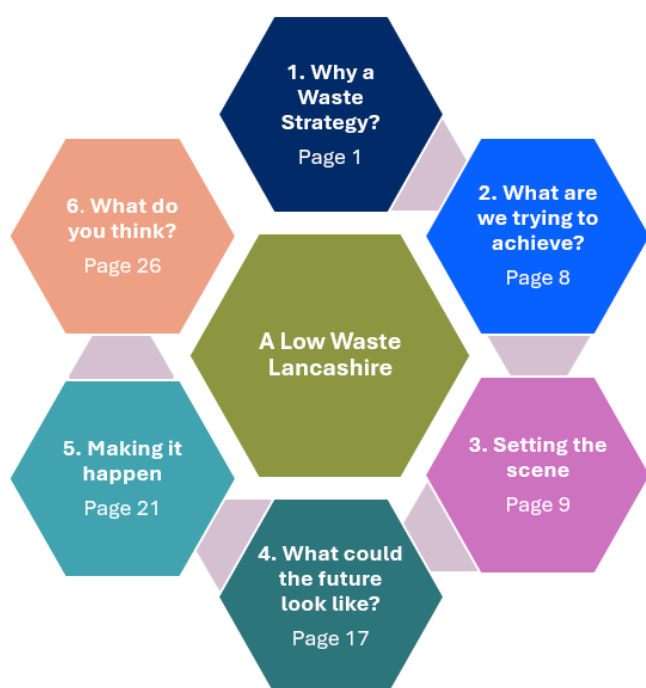 1. Why a
Waste
Strategy?
Page 1
2. What are
we trying to
achieve?
Page 8
3. Setting the
scene
Page 9
4. What could
the future
look like?
Page 17
5. Making it
happen
Page 21
6. What do
you think?
Page 26
A Low Waste
Lancashire